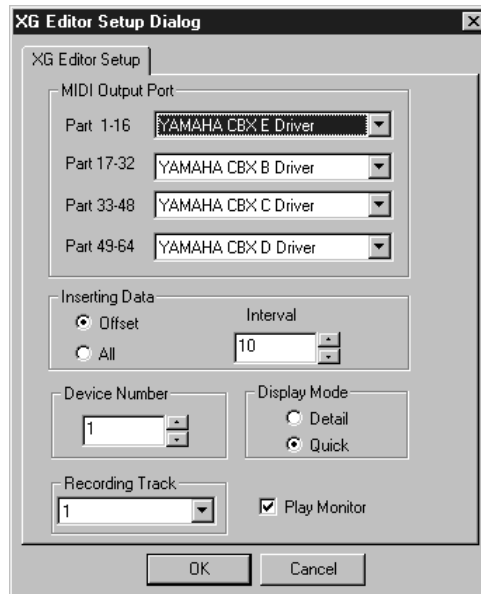 XG Editor Setup Dialog
XG Editor Setup
MIDI Output Port
Part 1-16 YAMAHA CBX E Driver
Part 17-32 YAMAHA CBX B Driver
Part 33-48 YAMAHA CBX C Driver
Part 49-64 YAMAHA CBX D Driver
Inserting Data
Offset
All
Interval
10
Device Number
1
Display Mode
Detail
Quick
Recording Track
1
Play Monitor
OK Cancel